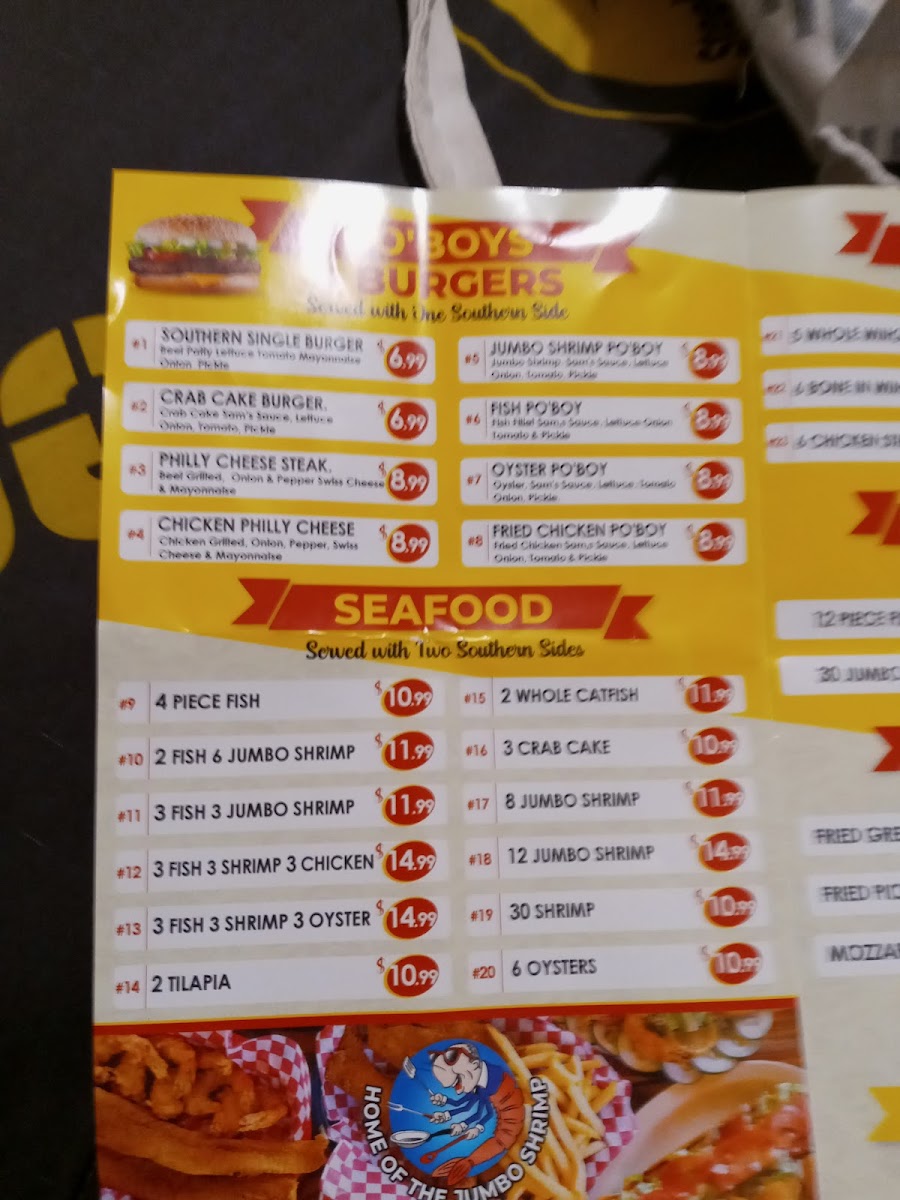 O'BOYS
BURGERS
Served with One Southern Side
#1 SOUTHERN SINGLE BURGER $6.99
Beef Patty Lettuce Tomato Mayonnaise
Onion, Pickle
#2 CRAB CAKE BURGER. $6.99
Crab Cake Sam's Sauce, Lettuce
Onion, Tomato, Pickle
#3 PHILLY CHEESE STEAK. $8.99
Beef Grilled, Onion & Pepper Swiss Cheese
& Mayonnaise
#4 CHICKEN PHILLY CHEESE $8.99
Chicken Grilled, Onion, Pepper, Swiss
Cheese & Mayonnaise
#5 JUMBO SHRIMP PO'BOY $8.99
Jumbo Shrimp, Sam's Sauce, Lettuce
Onion, Tomato, Pickle
#6 FISH PO'BOY $8.99
Fish Fillet Sam,s Sauce, Lettuce Onion
Tomato & Pickle
#7 OYSTER PO'BOY $8.99
Oyster, Sam's Sauce, Lettuce, Tomato
Onion, Pickle
#8 FRIED CHICKEN PO'BOY $8.99
Fried Chicken Sam,s Sauce, Lettuce
Onion, Tomato & Pickle
SEAFOOD
Served with Two Southern Sides
#9 4 PIECE FISH $10.99
#10 2 FISH 6 JUMBO SHRIMP $11.99
#11 3 FISH 3 JUMBO SHRIMP $11.99
#12 3 FISH 3 SHRIMP 3 CHICKEN $14.99
#13 3 FISH 3 SHRIMP 3 OYSTER $14.99
#14 2 TILAPIA $10.99
#15 2 WHOLE CATFISH $11.99
#16 3 CRAB CAKE $10.99
#17 8 JUMBO SHRIMP $11.99
#18 12 JUMBO SHRIMP $14.99
#19 30 SHRIMP $10.99
#20 6 OYSTERS $10.99
HOME OF THE JUMBO SHRIMP
#21 5 WHOLE WING
#22 6 BONE IN WIN
#23 6 CHICKEN ST
12 PIECE F
30 JUMBO
FRIED GRE
FRIED PIC
MOZZAR